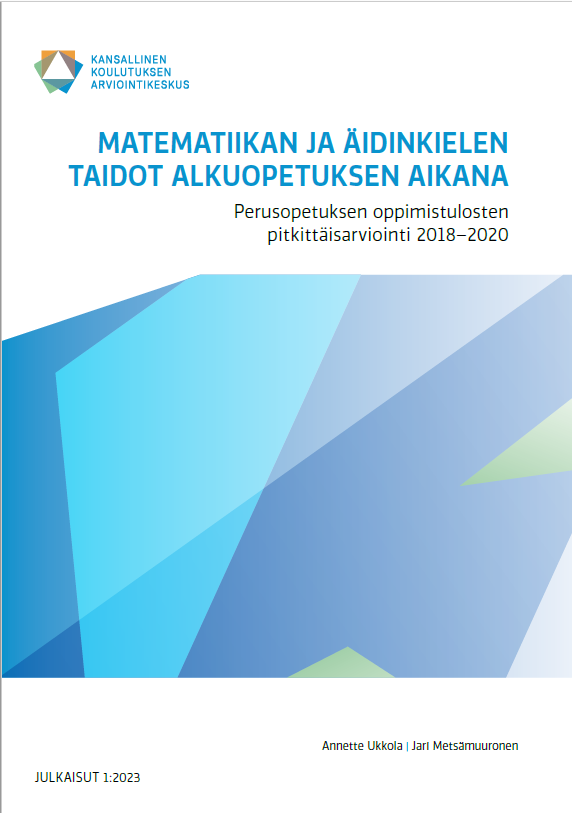 KANSALLINEN
KOULUTUKSEN
ARVIOINTIKESKUS
MATEMATIIKAN JA ÄIDINKIELEN
TAIDOT ALKUOPETUKSEN AIKANA
Perusopetuksen oppimistulosten
pitkittäisarviointi 2018–2020
Annette Ukkola | Jari Metsämuuronen
JULKAISUT 1:2023